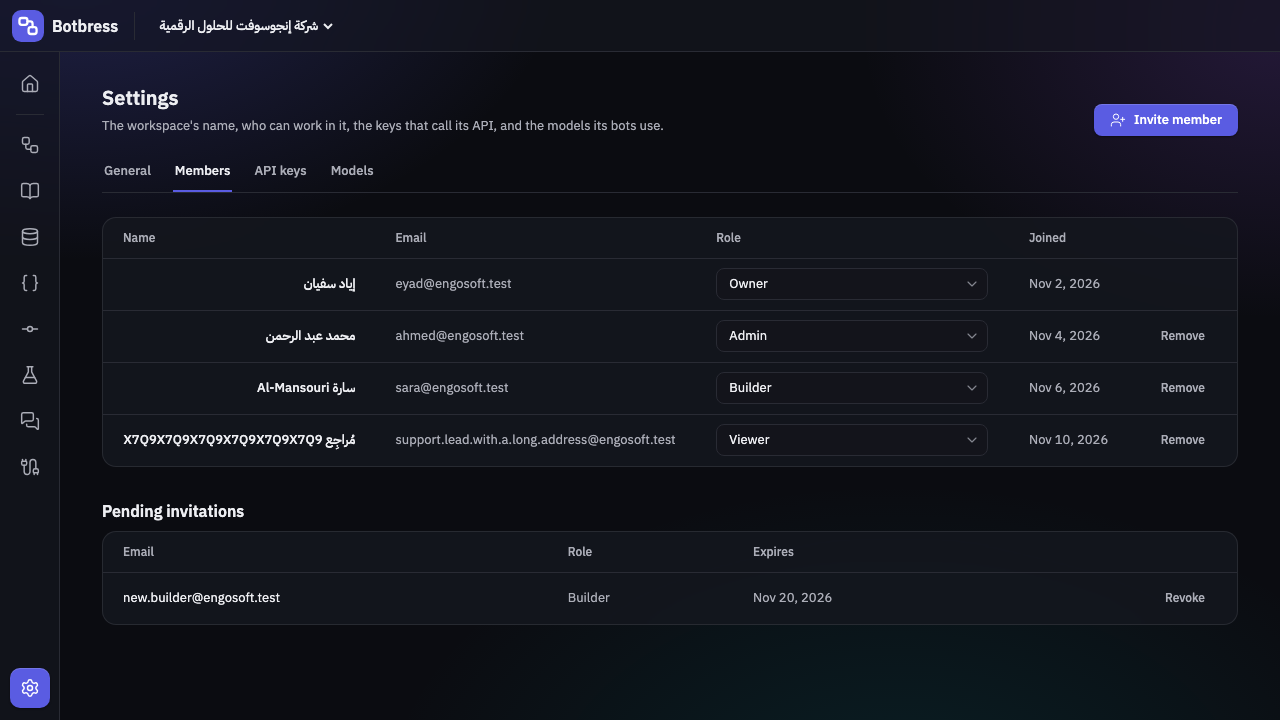 Botbress
شركة إنجوسوفت للحلول الرقمية
Settings
The workspace's name, who can work in it, the keys that call its API, and the models its bots use.
Invite member
General Members API keys Models
Name Email Role Joined
إياد سفيان eyad@engosoft.test Owner Nov 2, 2026
محمد عبد الرحمن ahmed@engosoft.test Admin Nov 4, 2026 Remove
سارة Al-Mansouri sara@engosoft.test Builder Nov 6, 2026 Remove
مُراجِع X7Q9X7Q9X7Q9X7Q9X7Q9X7Q9 support.lead.with.a.long.address@engosoft.test Viewer Nov 10, 2026 Remove
Pending invitations
Email Role Expires
new.builder@engosoft.test Builder Nov 20, 2026 Revoke